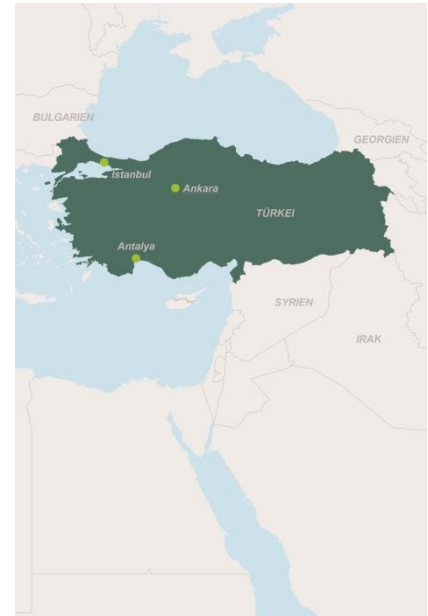 BULGARIEN
GEORGIEN
Istanbul
Ankara
TÜRKEI
Antalya
SYRIEN
IRAK